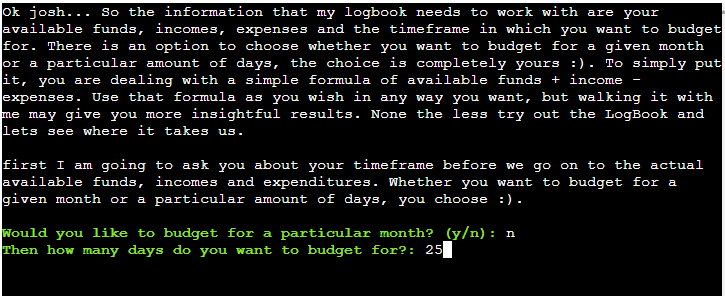 Ok josh... So the information that my logbook needs to work with are your
available funds, incomes, expenses and the timeframe in which you want to budget
for. There is an option to choose whether you want to budget for a given month
or a particular amount of days, the choice is completely yours :). To simply put
it, you are dealing with a simple formula of available funds + income -
expenses. Use that formula as you wish in any way you want, but walking it with
me may give you more insightful results. None the less try out the LogBook and
lets see where it takes us.
first I am going to ask you about your timeframe before we go on to the actual
available funds, incomes and expenditures. Whether you want to budget for a
given month or a particular amount of days, you choose :).
Would you like to budget for a particular month? (y/n): n
Then how many days do you want to budget for?: 25